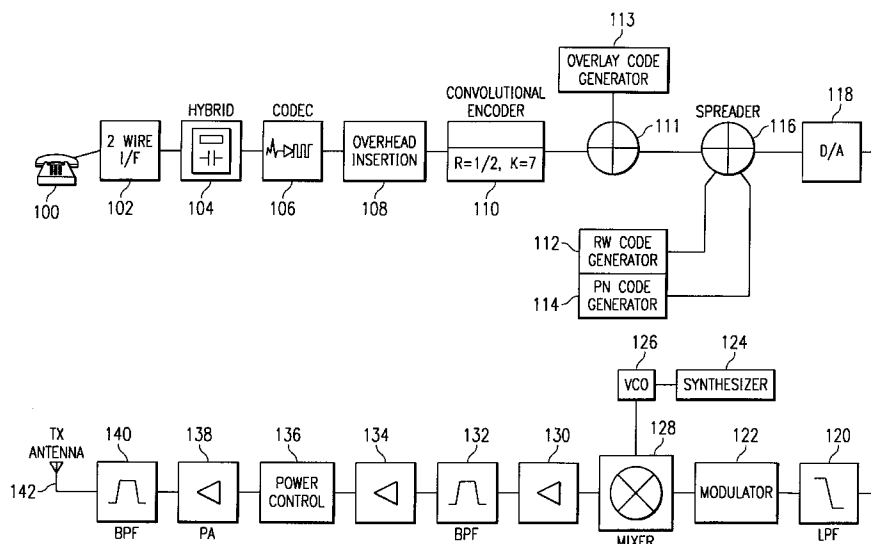 113
OVERLAY CODE
GENERATOR
CONVOLUTIONAL
ENCODER
HYBRID
CODEC
SPREADER
118
2 WIRE
I/F
OVERHEAD
INSERTION
R=1/2, K=7
111
116
D/A
100
102
104
106
108
110
112
RW CODE
GENERATOR
114
PN CODE
GENERATOR
126
124
VCO
SYNTHESIZER
TX
ANTENNA
140
138
136
134
132
130
128
122
120
142
POWER
CONTROL
MODULATOR
BPF
PA
BPF
MIXER
LPF